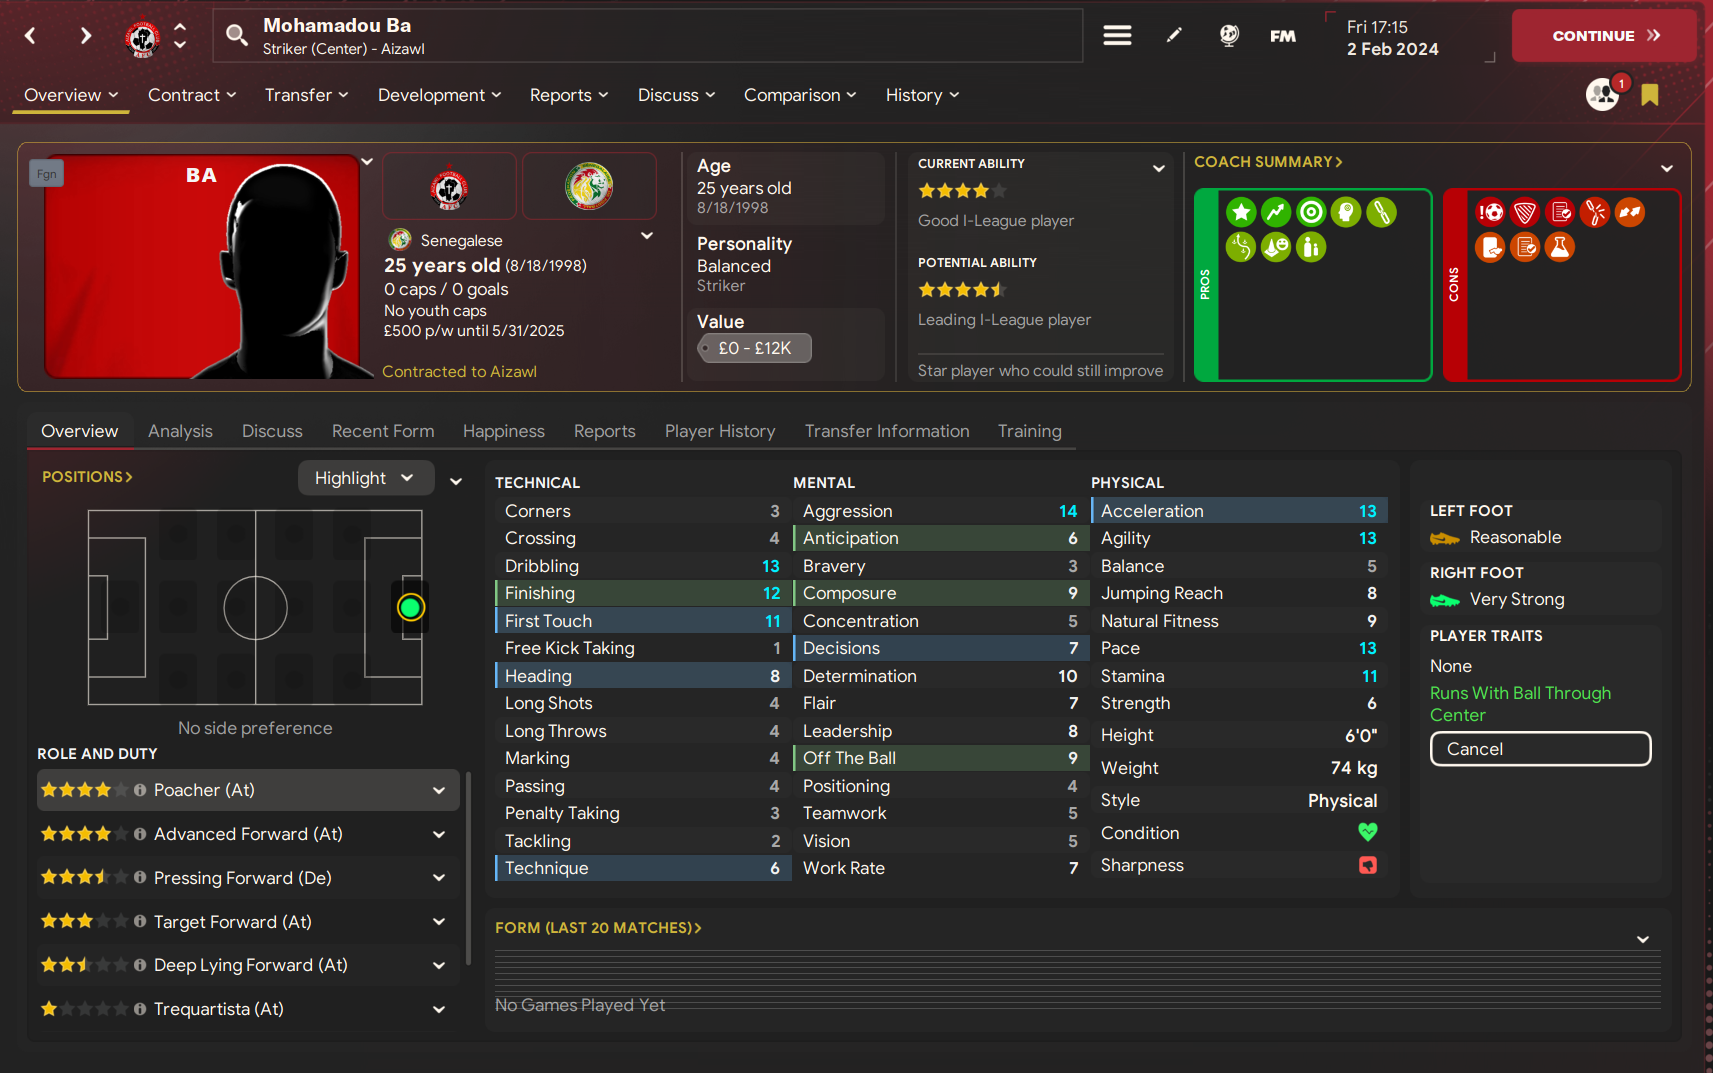 Mohamadou Ba
Striker (Center) - Aizawl
FM
Fri 17:15
2 Feb 2024
CONTINUE
Overview
Contract
Transfer
Development
Reports
Discuss
Comparison
History
1
Fgn
BA
Senegalese
25 years old (8/18/1998)
0 caps / 0 goals
No youth caps
£500 p/w until 5/31/2025
Contracted to Aizawl
Age
25 years old
8/18/1998
Personality
Balanced
Striker
Value
£0 - £12K
CURRENT ABILITY
Good I-League player
POTENTIAL ABILITY
Leading I-League player
Star player who could still improve
COACH SUMMARY
PROS
CONS
Overview
Analysis
Discuss
Recent Form
Happiness
Reports
Player History
Transfer Information
Training
POSITIONS
Highlight
No side preference
ROLE AND DUTY
Poacher (At)
Advanced Forward (At)
Pressing Forward (De)
Target Forward (At)
Deep Lying Forward (At)
Trequartista (At)
TECHNICAL
Corners 3
Crossing 4
Dribbling 13
Finishing 12
First Touch 11
Free Kick Taking 1
Heading 8
Long Shots 4
Long Throws 4
Marking 4
Passing 4
Penalty Taking 3
Tackling 2
Technique 6
MENTAL
Aggression 14
Anticipation 6
Bravery 3
Composure 9
Concentration 5
Decisions 7
Determination 10
Flair 7
Leadership 8
Off The Ball 9
Positioning 4
Teamwork 5
Vision 5
Work Rate 7
PHYSICAL
Acceleration 13
Agility 13
Balance 5
Jumping Reach 8
Natural Fitness 9
Pace 13
Stamina 11
Strength 6
Height 6'0"
Weight 74 kg
Style Physical
Condition
Sharpness
LEFT FOOT
Reasonable
RIGHT FOOT
Very Strong
PLAYER TRAITS
None
Runs With Ball Through
Center
Cancel
FORM (LAST 20 MATCHES)
No Games Played Yet